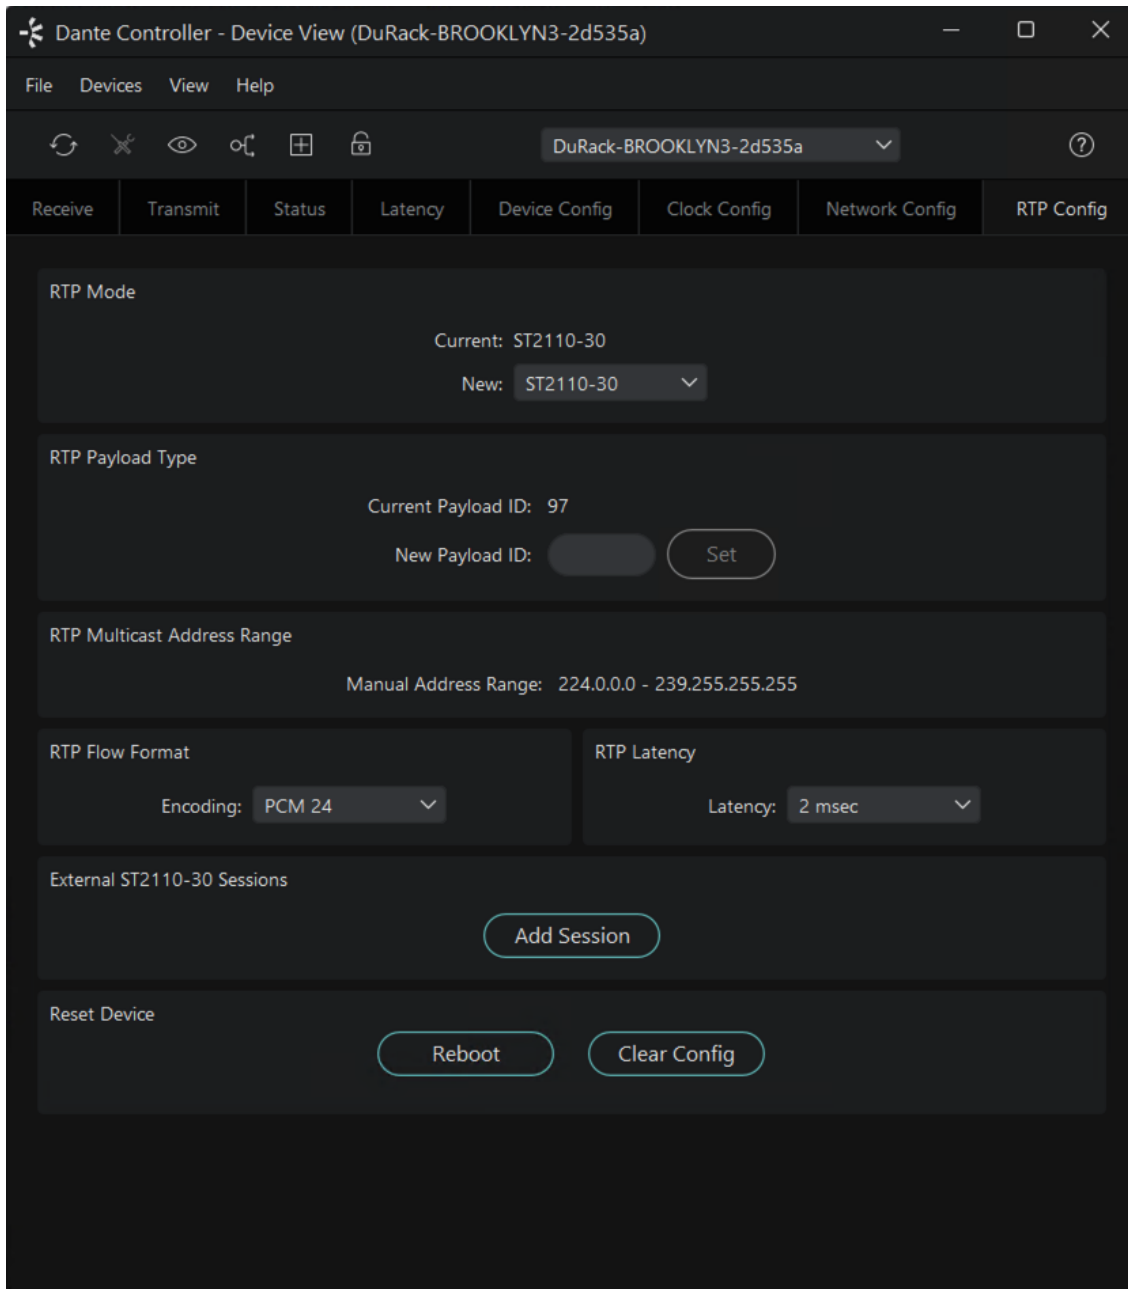 Dante Controller - Device View (DuRack-BROOKLYN3-2d535a)
File Devices View Help
DuRack-BROOKLYN3-2d535a
Receive Transmit Status Latency Device Config Clock Config Network Config RTP Config
RTP Mode
Current: ST2110-30
New: ST2110-30
RTP Payload Type
Current Payload ID: 97
New Payload ID: Set
RTP Multicast Address Range
Manual Address Range: 224.0.0.0 - 239.255.255.255
RTP Flow Format
Encoding: PCM 24
RTP Latency
Latency: 2 msec
External ST2110-30 Sessions
Add Session
Reset Device
Reboot Clear Config